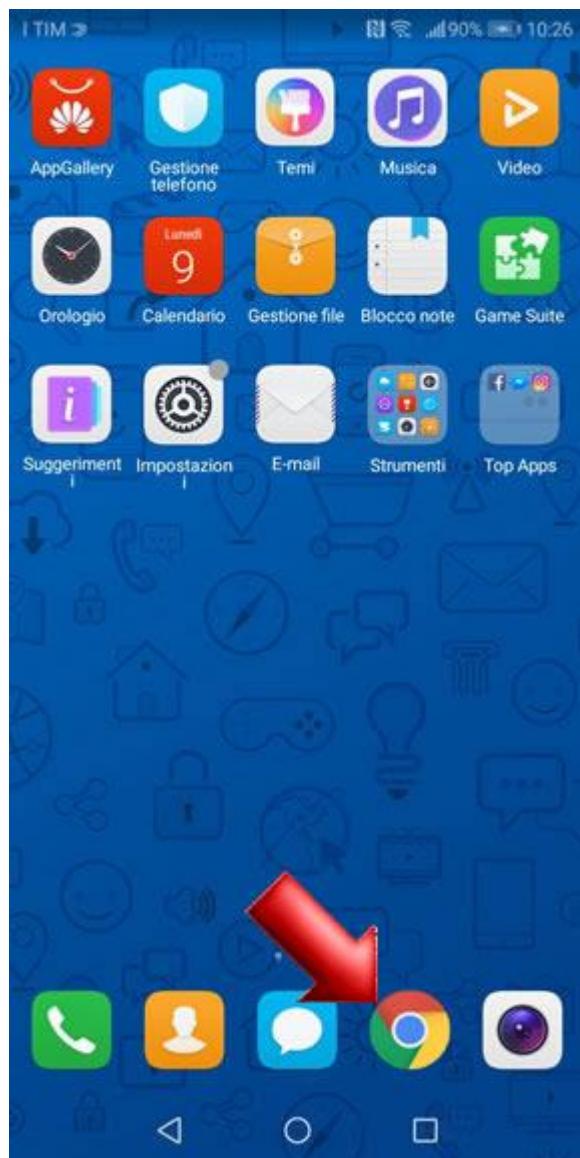 TIM
90% 10:26
AppGallery
Gestione
telefono
Temi
Musica
Video
Lunedì
9
Orologio
Calendario
Gestione file
Blocco note
Game Suite
i
Suggeriment
i
Impostazion
i
E-mail
Strumenti
Top Apps